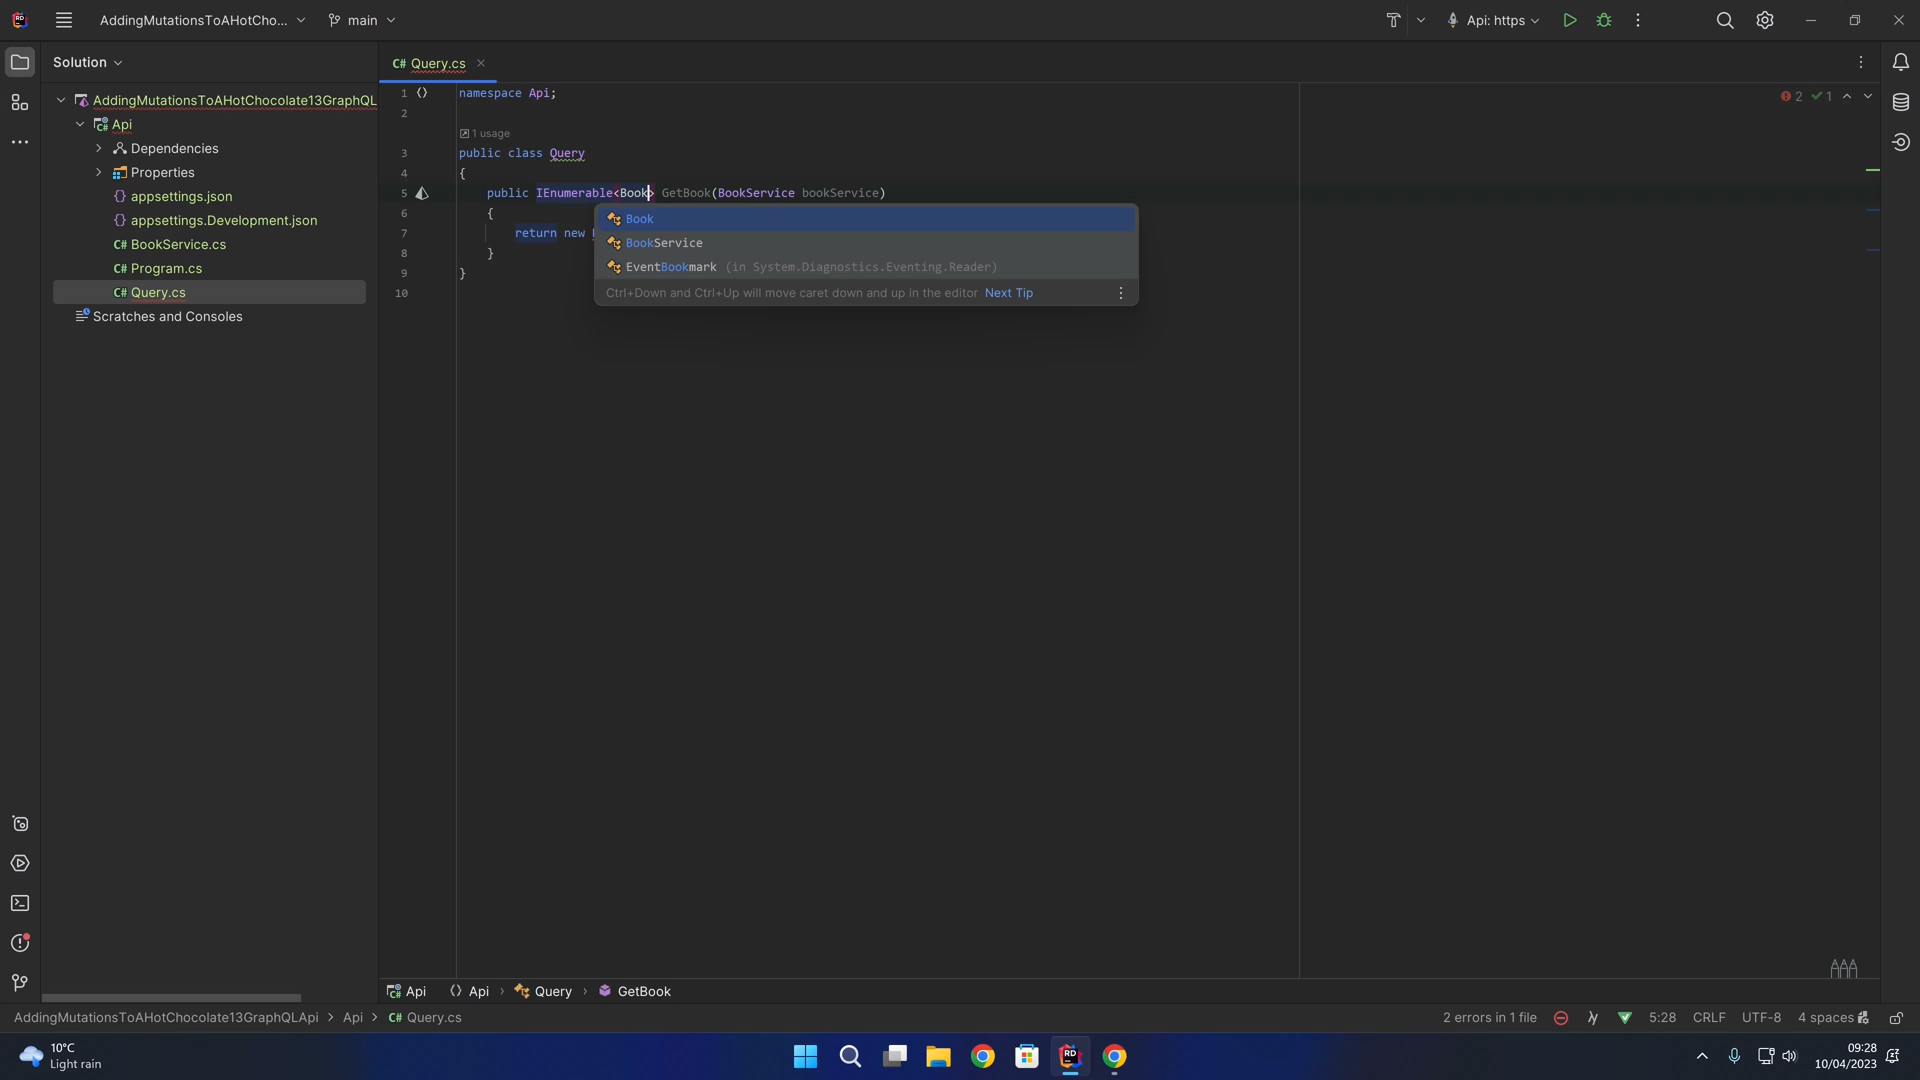 AddingMutationsToAHotCho...
main
Api: https
Solution
C# Query.cs
AddingMutationsToAHotChocolate13GraphQL
Api
Dependencies
Properties
{} appsettings.json
{} appsettings.Development.json
C# BookService.cs
C# Program.cs
C# Query.cs
Scratches and Consoles
1 namespace Api;
2
1 usage
3 public class Query
4 {
5 public IEnumerable<Book> GetBook(BookService bookService)
6 {
7 return new
8 }
9 }
10
2 1
Book
BookService
EventBookmark (in System.Diagnostics.Eventing.Reader)
Ctrl+Down and Ctrl+Up will move caret down and up in the editor Next Tip
Api > Api > Query > GetBook
AddingMutationsToAHotChocolate13GraphQLApi > Api > C# Query.cs
2 errors in 1 file 5:28 CRLF UTF-8 4 spaces
10°C
Light rain
RD
09:28
10/04/2023